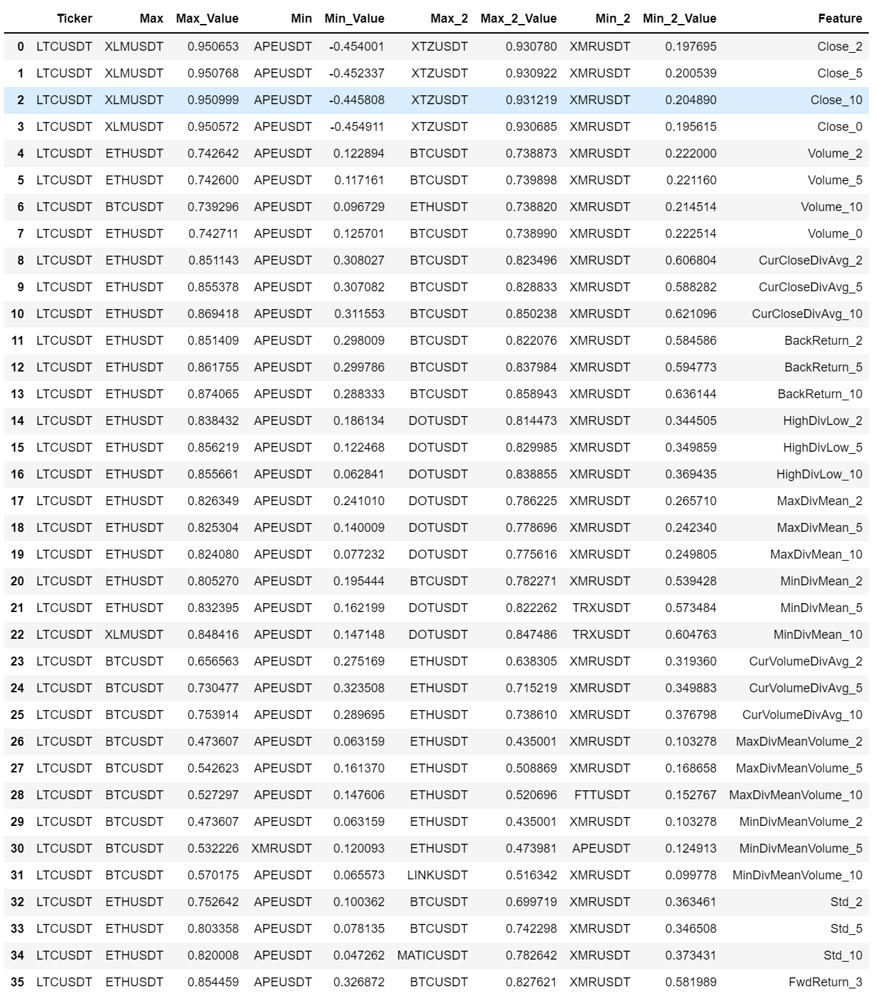 Ticker Max Max_Value Min Min_Value Max_2 Max_2_Value Min_2 Min_2_Value Feature
0 LTCUSDT XLMUSDT 0.950653 APEUSDT -0.454001 XTZUSDT 0.930780 XMRUSDT 0.197695 Close_2
1 LTCUSDT XLMUSDT 0.950768 APEUSDT -0.452337 XTZUSDT 0.930922 XMRUSDT 0.200539 Close_5
2 LTCUSDT XLMUSDT 0.950999 APEUSDT -0.445808 XTZUSDT 0.931219 XMRUSDT 0.204890 Close_10
3 LTCUSDT XLMUSDT 0.950572 APEUSDT -0.454911 XTZUSDT 0.930685 XMRUSDT 0.195615 Close_0
4 LTCUSDT ETHUSDT 0.742642 APEUSDT 0.122894 BTCUSDT 0.738873 XMRUSDT 0.222000 Volume_2
5 LTCUSDT ETHUSDT 0.742600 APEUSDT 0.117161 BTCUSDT 0.739898 XMRUSDT 0.221160 Volume_5
6 LTCUSDT BTCUSDT 0.739296 APEUSDT 0.096729 ETHUSDT 0.738820 XMRUSDT 0.214514 Volume_10
7 LTCUSDT ETHUSDT 0.742711 APEUSDT 0.125701 BTCUSDT 0.738990 XMRUSDT 0.222514 Volume_0
8 LTCUSDT ETHUSDT 0.851143 APEUSDT 0.308027 BTCUSDT 0.823496 XMRUSDT 0.606804 CurCloseDivAvg_2
9 LTCUSDT ETHUSDT 0.855378 APEUSDT 0.307082 BTCUSDT 0.828833 XMRUSDT 0.588282 CurCloseDivAvg_5
10 LTCUSDT ETHUSDT 0.869418 APEUSDT 0.311553 BTCUSDT 0.850238 XMRUSDT 0.621096 CurCloseDivAvg_10
11 LTCUSDT ETHUSDT 0.851409 APEUSDT 0.298009 BTCUSDT 0.822076 XMRUSDT 0.584586 BackReturn_2
12 LTCUSDT ETHUSDT 0.861755 APEUSDT 0.299786 BTCUSDT 0.837984 XMRUSDT 0.594773 BackReturn_5
13 LTCUSDT ETHUSDT 0.874065 APEUSDT 0.288333 BTCUSDT 0.858943 XMRUSDT 0.636144 BackReturn_10
14 LTCUSDT ETHUSDT 0.838432 APEUSDT 0.186134 DOTUSDT 0.814473 XMRUSDT 0.344505 HighDivLow_2
15 LTCUSDT ETHUSDT 0.856219 APEUSDT 0.122468 DOTUSDT 0.829985 XMRUSDT 0.349859 HighDivLow_5
16 LTCUSDT ETHUSDT 0.855661 APEUSDT 0.062841 DOTUSDT 0.838855 XMRUSDT 0.369435 HighDivLow_10
17 LTCUSDT ETHUSDT 0.826349 APEUSDT 0.241010 DOTUSDT 0.786225 XMRUSDT 0.265710 MaxDivMean_2
18 LTCUSDT ETHUSDT 0.825304 APEUSDT 0.140009 DOTUSDT 0.778696 XMRUSDT 0.242340 MaxDivMean_5
19 LTCUSDT ETHUSDT 0.824080 APEUSDT 0.077232 DOTUSDT 0.775616 XMRUSDT 0.249805 MaxDivMean_10
20 LTCUSDT ETHUSDT 0.805270 APEUSDT 0.195444 BTCUSDT 0.782271 XMRUSDT 0.539428 MinDivMean_2
21 LTCUSDT ETHUSDT 0.832395 APEUSDT 0.162199 DOTUSDT 0.822262 TRXUSDT 0.573484 MinDivMean_5
22 LTCUSDT XLMUSDT 0.848416 APEUSDT 0.147148 DOTUSDT 0.847486 TRXUSDT 0.604763 MinDivMean_10
23 LTCUSDT BTCUSDT 0.656563 APEUSDT 0.275169 ETHUSDT 0.638305 XMRUSDT 0.319360 CurVolumeDivAvg_2
24 LTCUSDT BTCUSDT 0.730477 APEUSDT 0.323508 ETHUSDT 0.715219 XMRUSDT 0.349883 CurVolumeDivAvg_5
25 LTCUSDT BTCUSDT 0.753914 APEUSDT 0.289695 ETHUSDT 0.738610 XMRUSDT 0.376798 CurVolumeDivAvg_10
26 LTCUSDT BTCUSDT 0.473607 APEUSDT 0.063159 ETHUSDT 0.435001 XMRUSDT 0.103278 MaxDivMeanVolume_2
27 LTCUSDT BTCUSDT 0.542623 APEUSDT 0.161370 ETHUSDT 0.508869 XMRUSDT 0.168658 MaxDivMeanVolume_5
28 LTCUSDT BTCUSDT 0.527297 APEUSDT 0.147606 ETHUSDT 0.520696 FTTUSDT 0.152767 MaxDivMeanVolume_10
29 LTCUSDT BTCUSDT 0.473607 APEUSDT 0.063159 ETHUSDT 0.435001 XMRUSDT 0.103278 MinDivMeanVolume_2
30 LTCUSDT BTCUSDT 0.532226 XMRUSDT 0.120093 ETHUSDT 0.473981 APEUSDT 0.124913 MinDivMeanVolume_5
31 LTCUSDT BTCUSDT 0.570175 APEUSDT 0.065573 LINKUSDT 0.516342 XMRUSDT 0.099778 MinDivMeanVolume_10
32 LTCUSDT ETHUSDT 0.752642 APEUSDT 0.100362 BTCUSDT 0.699719 XMRUSDT 0.363461 Std_2
33 LTCUSDT ETHUSDT 0.803358 APEUSDT 0.078135 BTCUSDT 0.742298 XMRUSDT 0.346508 Std_5
34 LTCUSDT ETHUSDT 0.820008 APEUSDT 0.047262 MATICUSDT 0.782642 XMRUSDT 0.373431 Std_10
35 LTCUSDT ETHUSDT 0.854459 APEUSDT 0.326872 BTCUSDT 0.827621 XMRUSDT 0.581989 FwdReturn_3